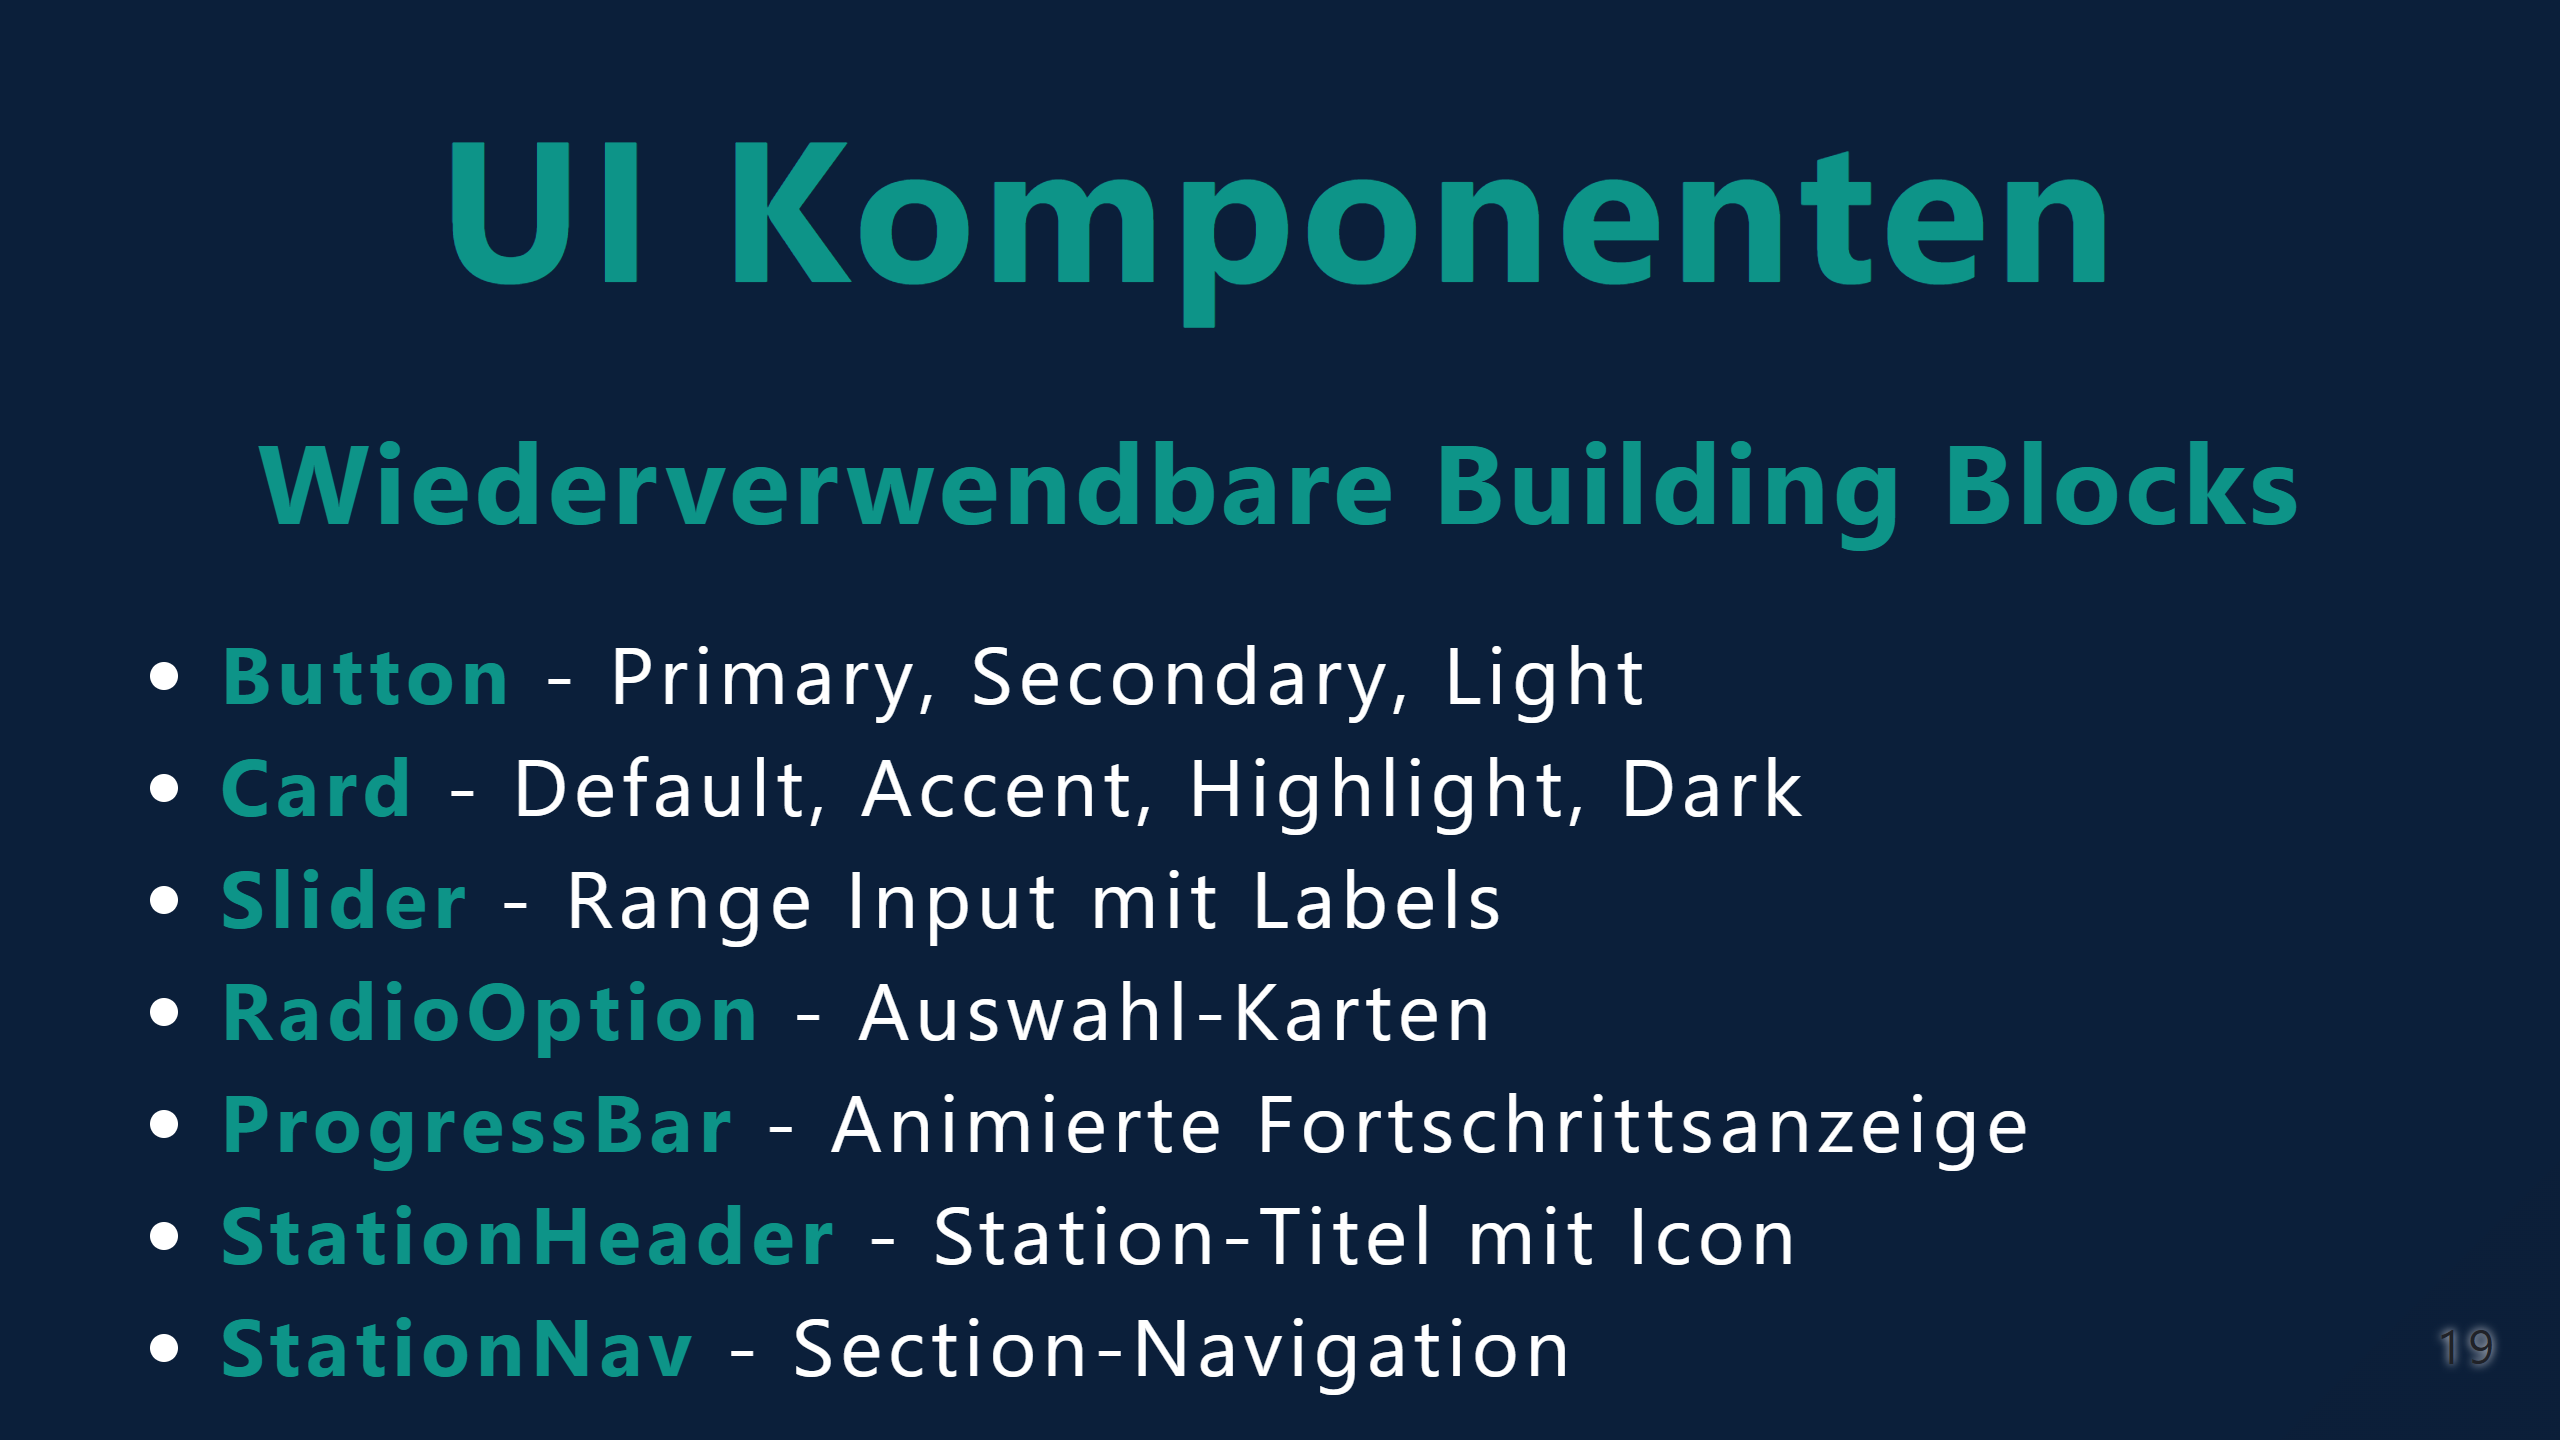 UI Komponenten
Wiederverwendbare Building Blocks
• Button - Primary, Secondary, Light
• Card - Default, Accent, Highlight, Dark
• Slider - Range Input mit Labels
• RadioOption - Auswahl-Karten
• ProgressBar - Animierte Fortschrittsanzeige
• StationHeader - Station-Titel mit Icon
• StationNav - Section-Navigation
19